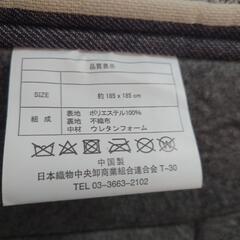 品質表示
SIZE 約 185 x 185 cm
組成 表地 ポリエステル100%
裏地 不織布
中材 ウレタンフォーム
中国製
日本織物中央卸商業組合連合会 T-30
TEL 03-3663-2102